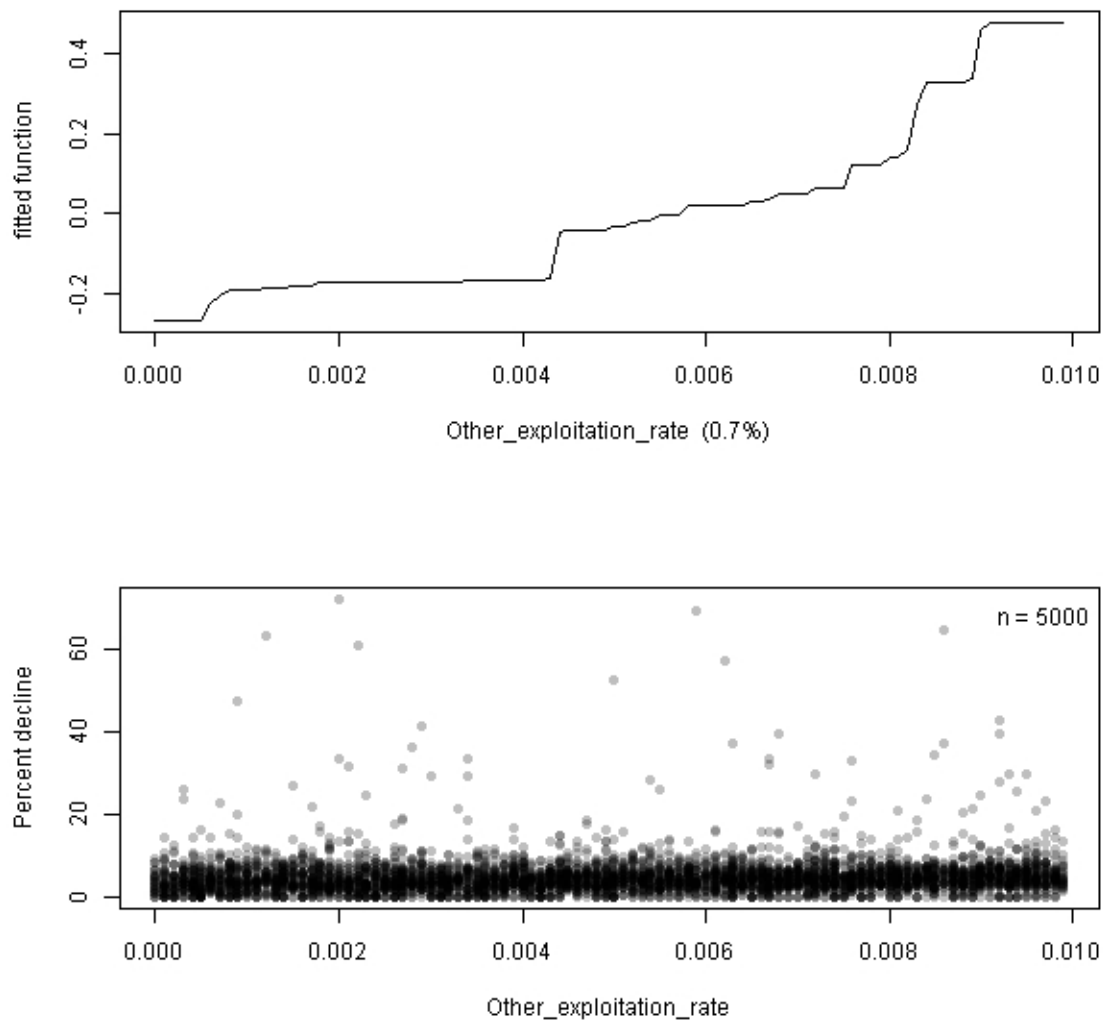 fitted function
0.4
0.2
0.0
-0.2
0.000 0.002 0.004 0.006 0.008 0.010
Other_exploitation_rate (0.7%)
Percent decline
60
40
20
0
n = 5000
0.000 0.002 0.004 0.006 0.008 0.010
Other_exploitation_rate